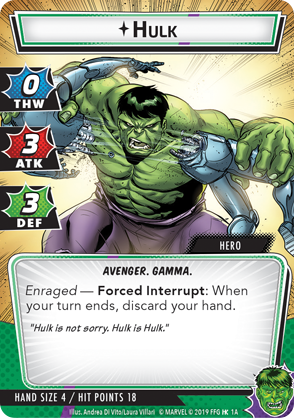 Hulk
0
THW
3
ATK
3
DEF
HERO
AVENGER. GAMMA.
Enraged — Forced Interrupt: When
your turn ends, discard your hand.
"Hulk is not sorry. Hulk is Hulk."
HAND SIZE 4 / HIT POINTS 18
Illus. Andrea Di Vito/Laura Villari © MARVEL © 2019 FFG HK 1A